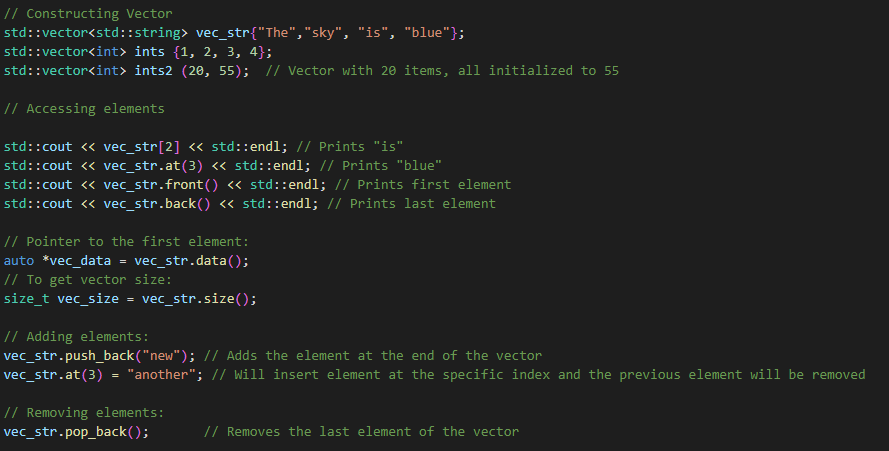 // Constructing Vector
std::vector<std::string> vec_str{"The","sky", "is", "blue"};
std::vector<int> ints {1, 2, 3, 4};
std::vector<int> ints2 (20, 55);  // Vector with 20 items, all initialized to 55
// Accessing elements
std::cout << vec_str[2] << std::endl; // Prints "is"
std::cout << vec_str.at(3) << std::endl; // Prints "blue"
std::cout << vec_str.front() << std::endl; // Prints first element
std::cout << vec_str.back() << std::endl; // Prints last element
// Pointer to the first element:
auto *vec_data = vec_str.data();
// To get vector size:
size_t vec_size = vec_str.size();
// Adding elements:
vec_str.push_back("new"); // Adds the element at the end of the vector
vec_str.at(3) = "another"; // Will insert element at the specific index and the previous element will be removed
// Removing elements:
vec_str.pop_back();       // Removes the last element of the vector